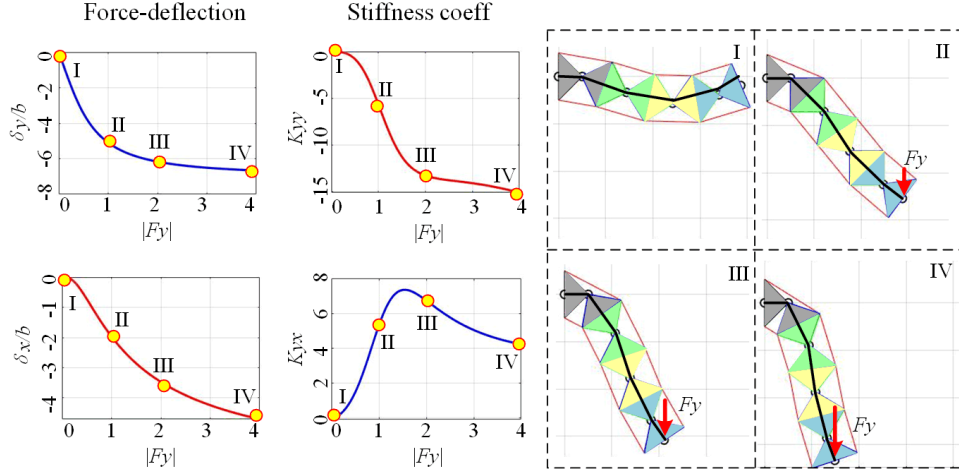 Force-deflection
Stiffness coeff
δy/b
0
-2
-4
-6
-8
I
II
III
IV
0
1
2
3
4
|Fy|
Kyy
0
-5
-10
-15
I
II
III
IV
0
1
2
3
4
|Fy|
I
II
Fy
δx/b
0
-1
-2
-3
-4
I
II
III
IV
0
1
2
3
4
|Fy|
Kyx
8
6
4
2
0
I
II
III
IV
0
1
2
3
4
|Fy|
III
Fy
IV
Fy